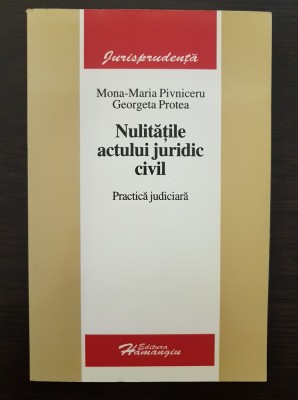 Jurisprudență
Mona-Maria Pivniceru
Georgeta Protea
Nulitățile
actului juridic
civil
Practică judiciară
Editura
Hamangiu